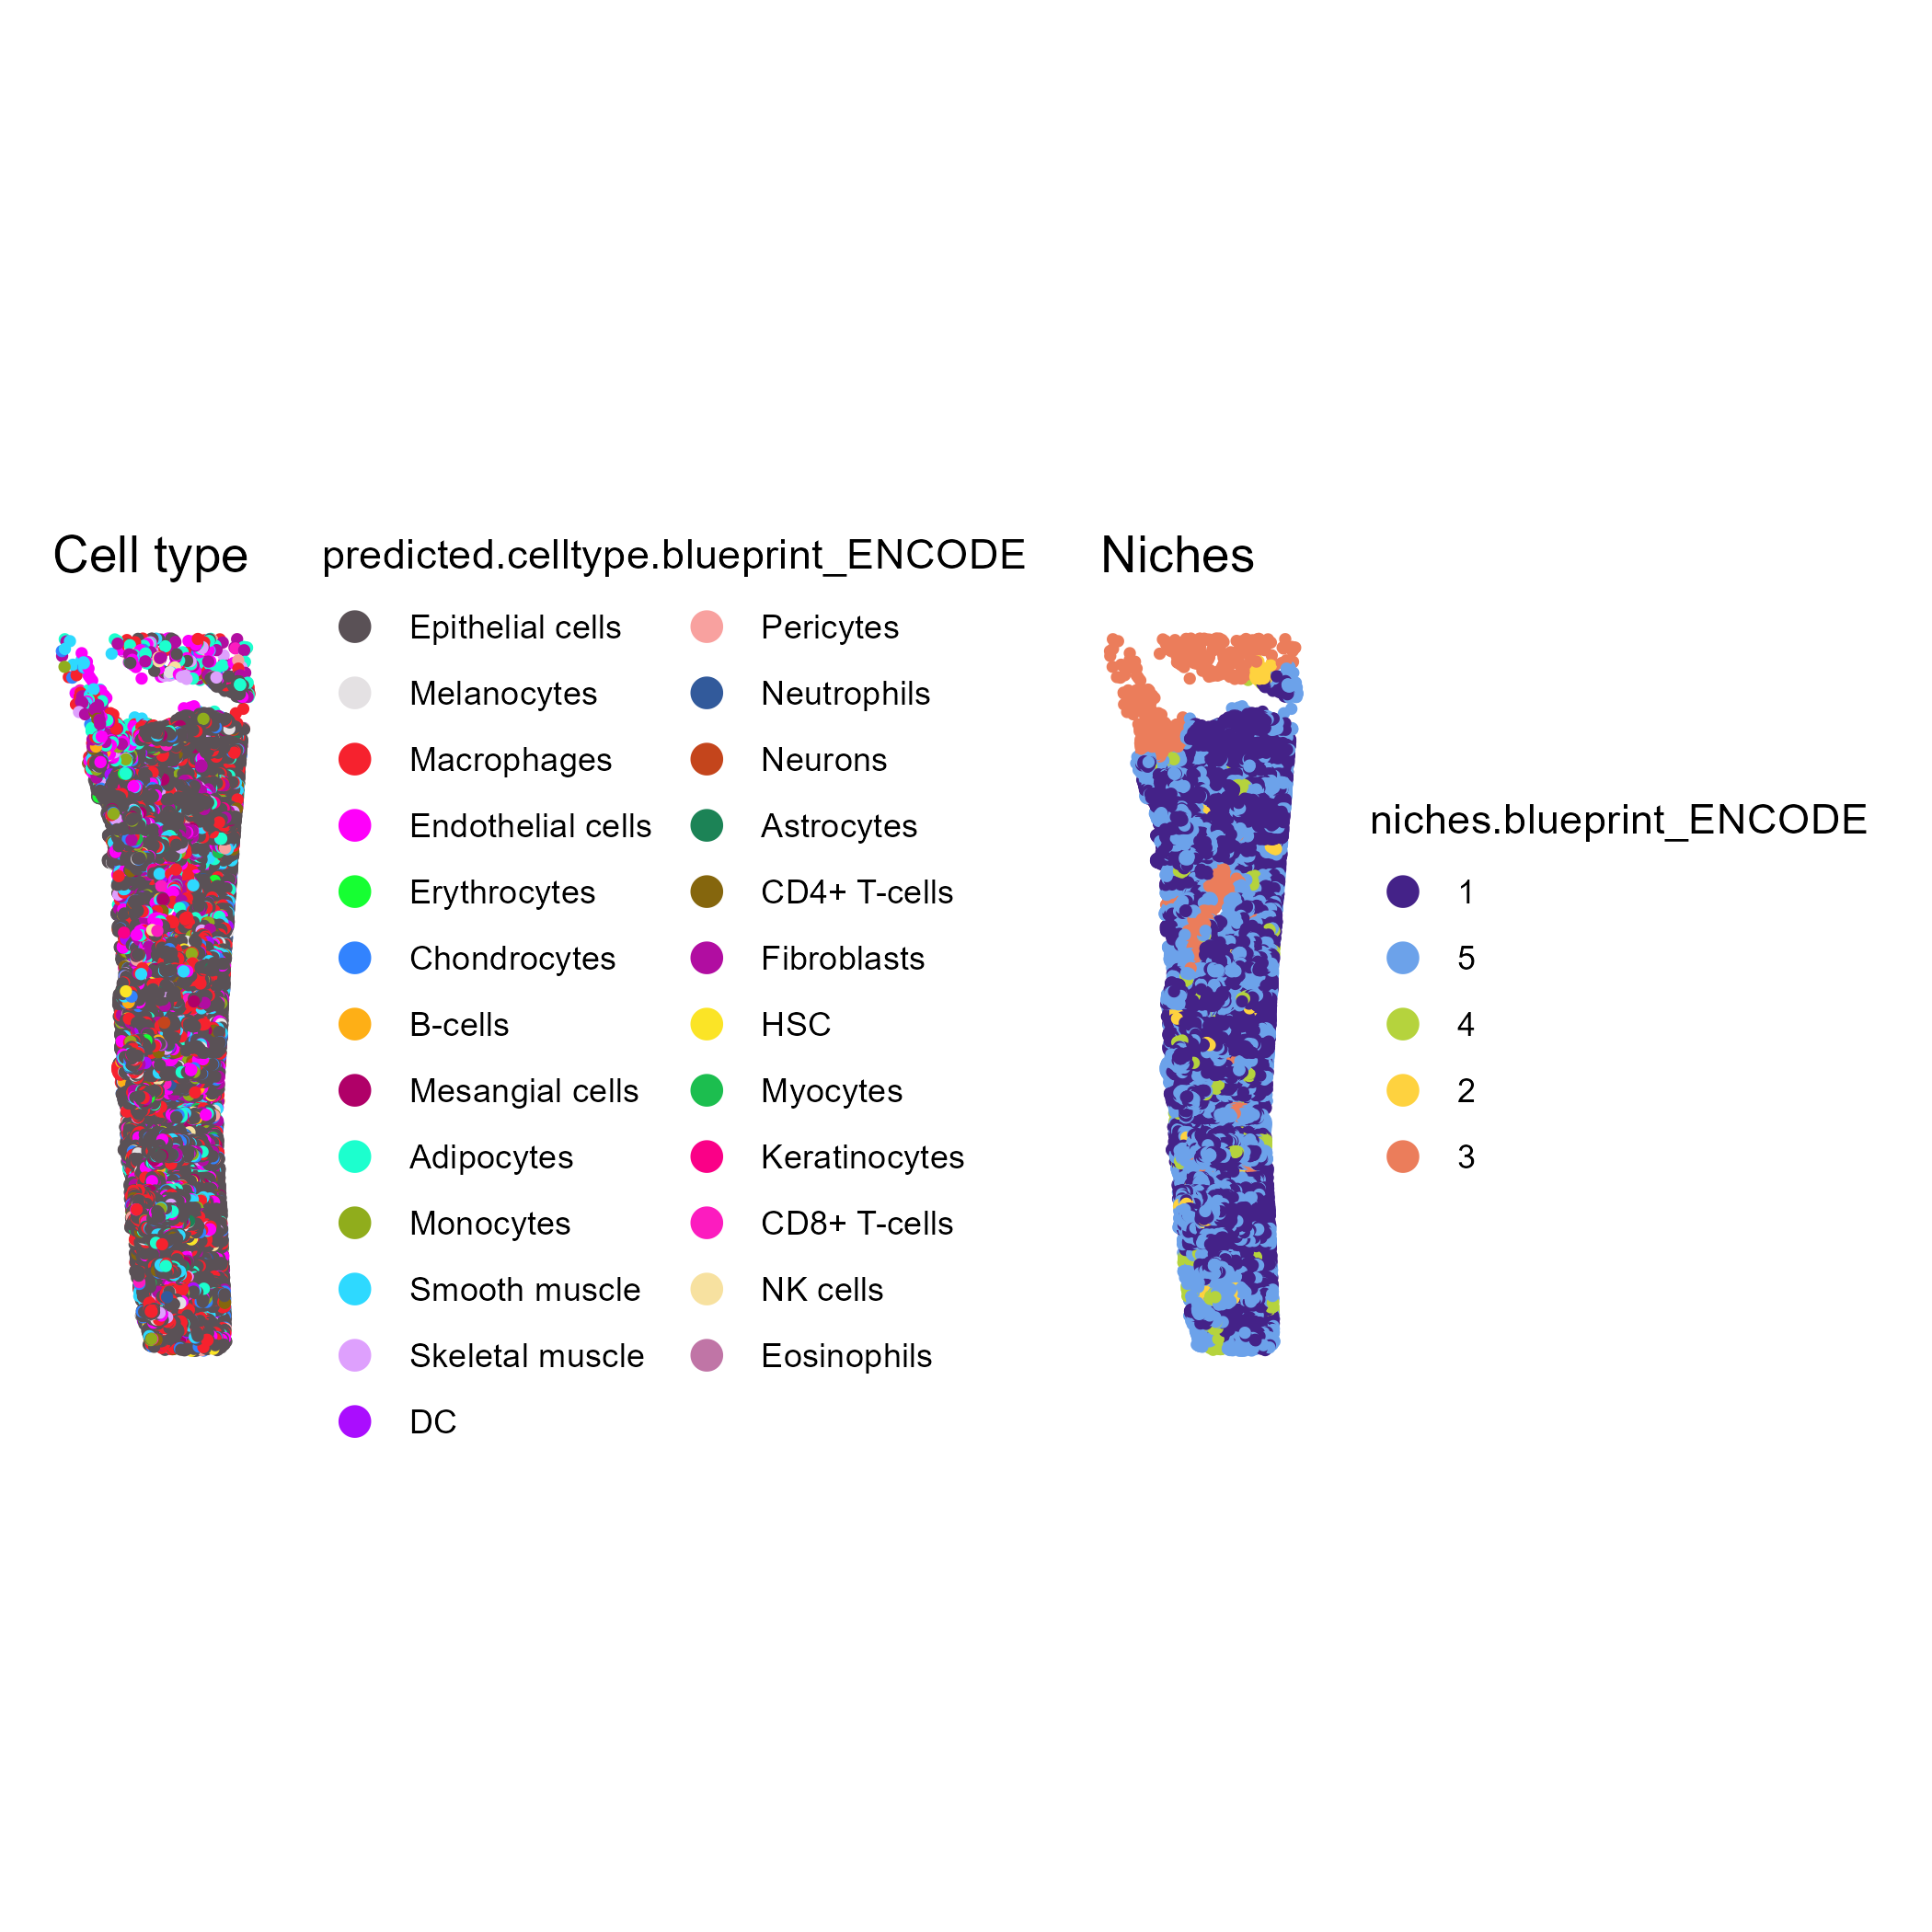 Cell type
predicted.celltype.blueprint_ENCODE
Epithelial cells
Melanocytes
Macrophages
Endothelial cells
Erythrocytes
Chondrocytes
B-cells
Mesangial cells
Adipocytes
Monocytes
Smooth muscle
Skeletal muscle
DC
Pericytes
Neutrophils
Neurons
Astrocytes
CD4+ T-cells
Fibroblasts
HSC
Myocytes
Keratinocytes
CD8+ T-cells
NK cells
Eosinophils
Niches
niches.blueprint_ENCODE
1
5
4
2
3